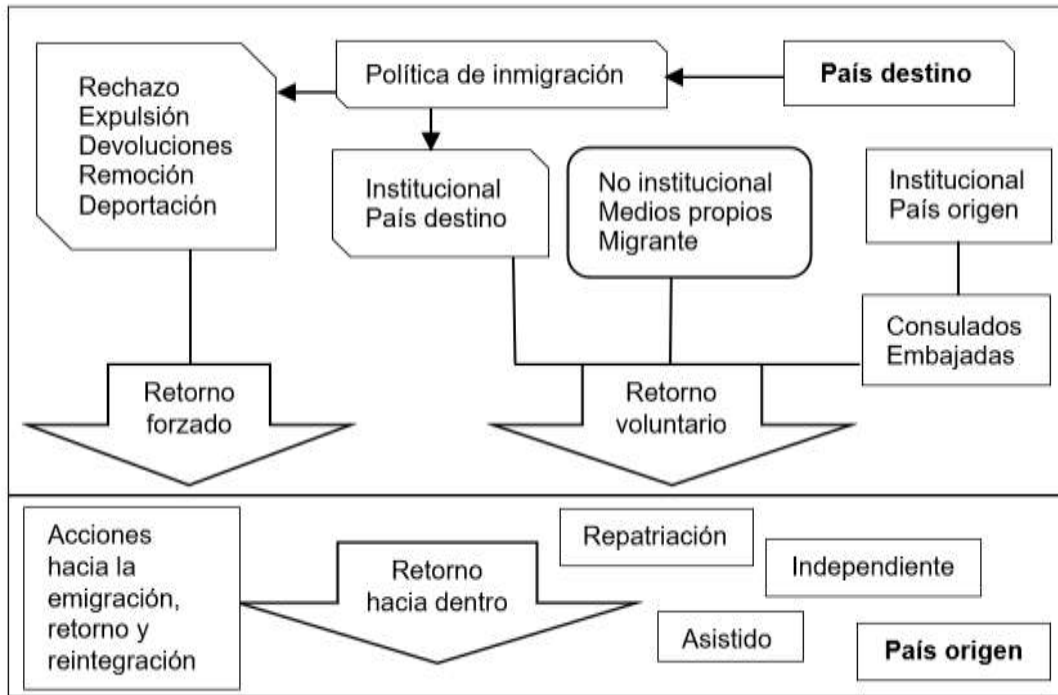 Rechazo
Expulsión
Devoluciones
Remoción
Deportación
Política de inmigración
País destino
Institucional
País destino
No institucional
Medios propios
Migrante
Institucional
País origen
Consulados
Embajadas
Retorno
forzado
Retorno
voluntario
Acciones
hacia la
emigración,
retorno y
reintegración
Retorno
hacia dentro
Repatriación
Independiente
Asistido
País origen